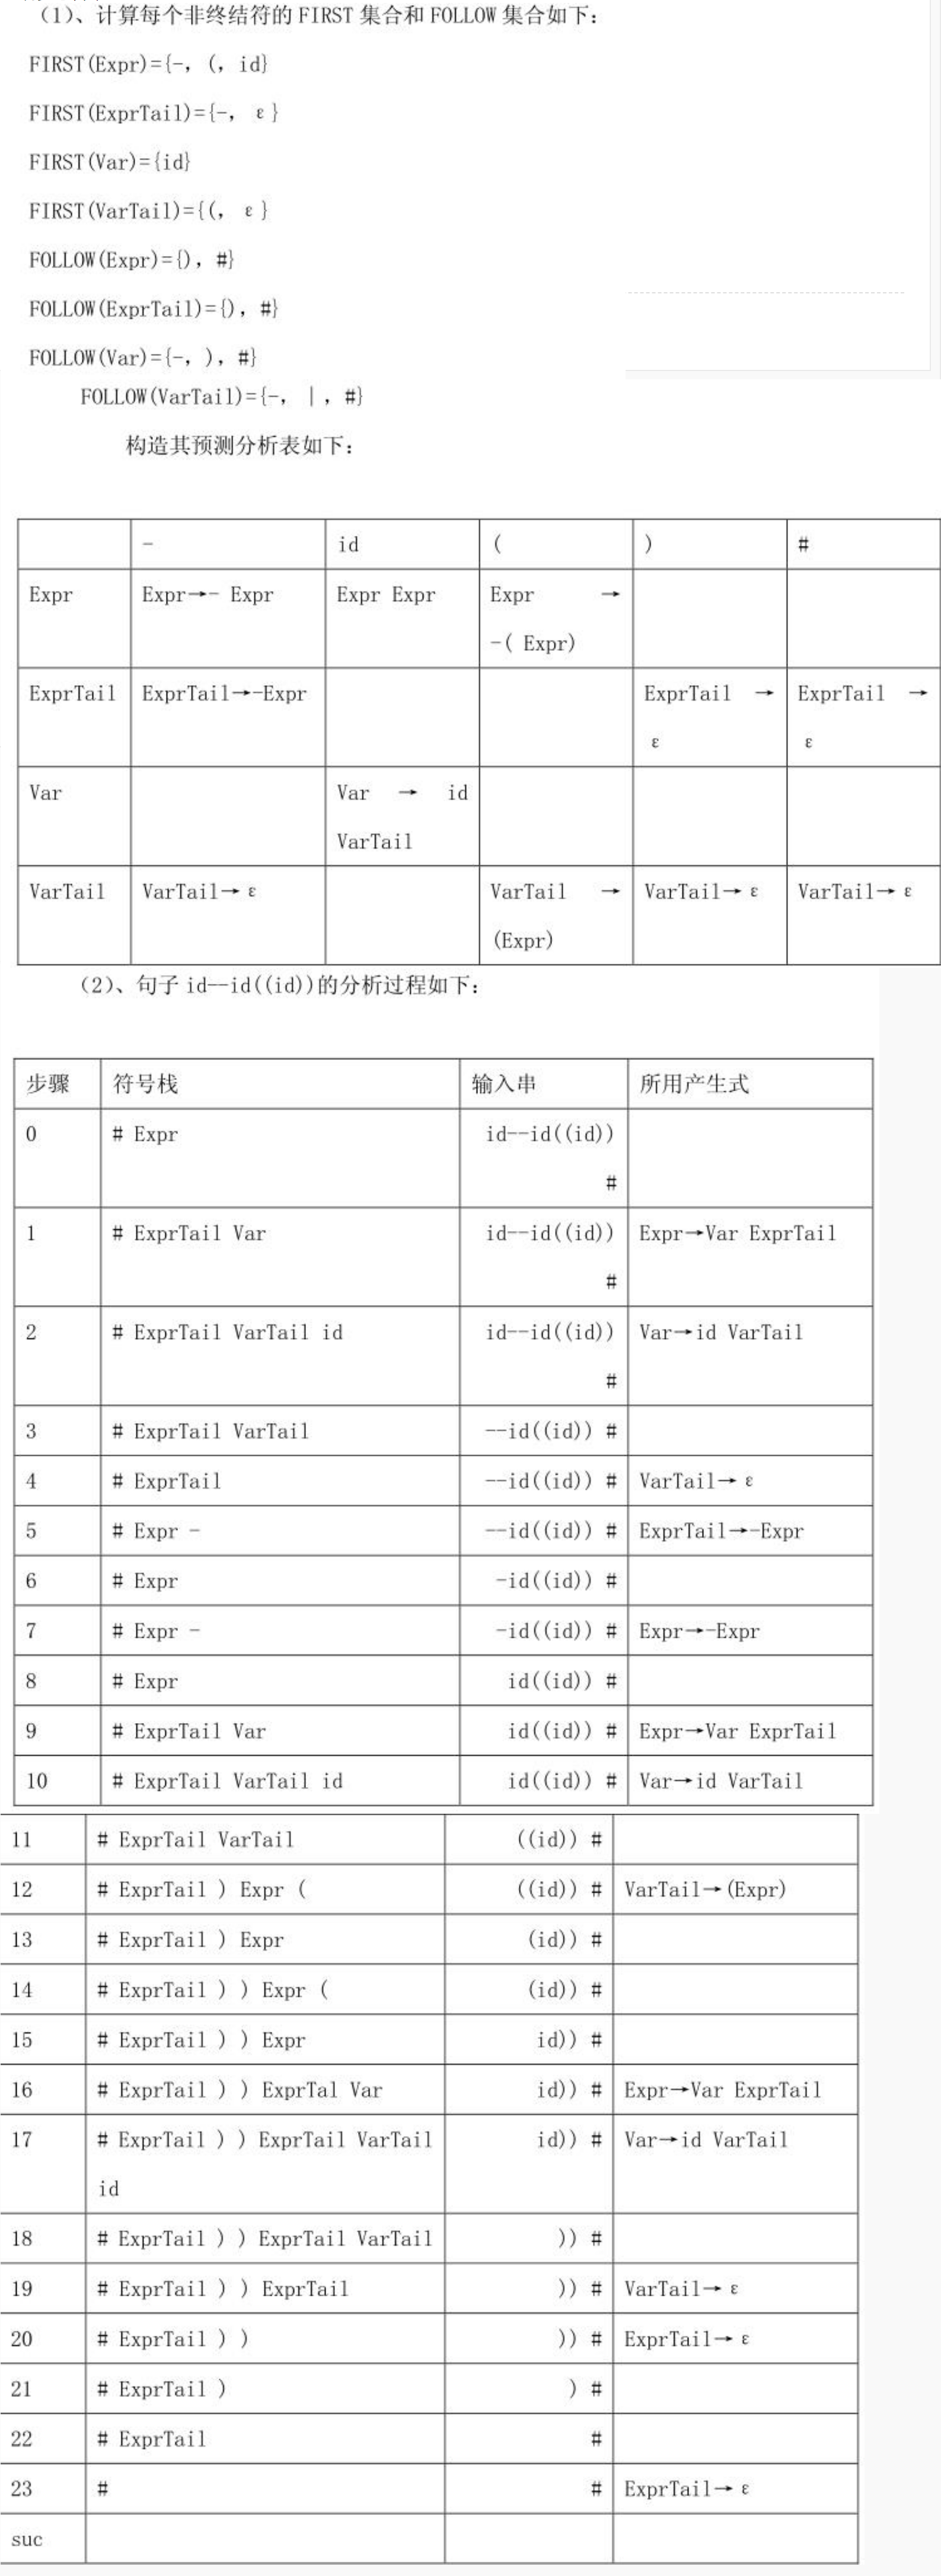 （1）、计算每个非终结符的 FIRST 集合和 FOLLOW 集合如下：
FIRST(Expr)={-, (, id}
FIRST(ExprTail)={-, ε}
FIRST(Var)={id}
FIRST(VarTail)={(, ε}
FOLLOW(Expr)={), #}
FOLLOW(ExprTail)={), #}
FOLLOW(Var)={-, ), #}
FOLLOW(VarTail)={-, |, #}
构造其预测分析表如下：
- id ( ) #
Expr Expr→- Expr Expr Expr Expr →
-( Expr)
ExprTail ExprTail→-Expr ExprTail → ExprTail →
ε ε
Var Var → id
VarTail
VarTail VarTail→ε VarTail → VarTail→ε VarTail→ε
(Expr)
（2）、句子 id--id((id))的分析过程如下：
步骤 符号栈 输入串 所用产生式
0 # Expr id--id((id))
#
1 # ExprTail Var id--id((id)) Expr→Var ExprTail
#
2 # ExprTail VarTail id id--id((id)) Var→id VarTail
#
3 # ExprTail VarTail --id((id)) #
4 # ExprTail --id((id)) # VarTail→ε
5 # Expr - --id((id)) # ExprTail→-Expr
6 # Expr -id((id)) #
7 # Expr - -id((id)) # Expr→-Expr
8 # Expr id((id)) #
9 # ExprTail Var id((id)) # Expr→Var ExprTail
10 # ExprTail VarTail id id((id)) # Var→id VarTail
11 # ExprTail VarTail ((id)) #
12 # ExprTail ) Expr ( ((id)) # VarTail→(Expr)
13 # ExprTail ) Expr (id)) #
14 # ExprTail ) ) Expr ( (id)) #
15 # ExprTail ) ) Expr id)) #
16 # ExprTail ) ) ExprTal Var id)) # Expr→Var ExprTail
17 # ExprTail ) ) ExprTail VarTail id)) # Var→id VarTail
id
18 # ExprTail ) ) ExprTail VarTail )) #
19 # ExprTail ) ) ExprTail )) # VarTail→ε
20 # ExprTail ) ) )) # ExprTail→ε
21 # ExprTail ) ) #
22 # ExprTail #
23 # # ExprTail→ε
suc